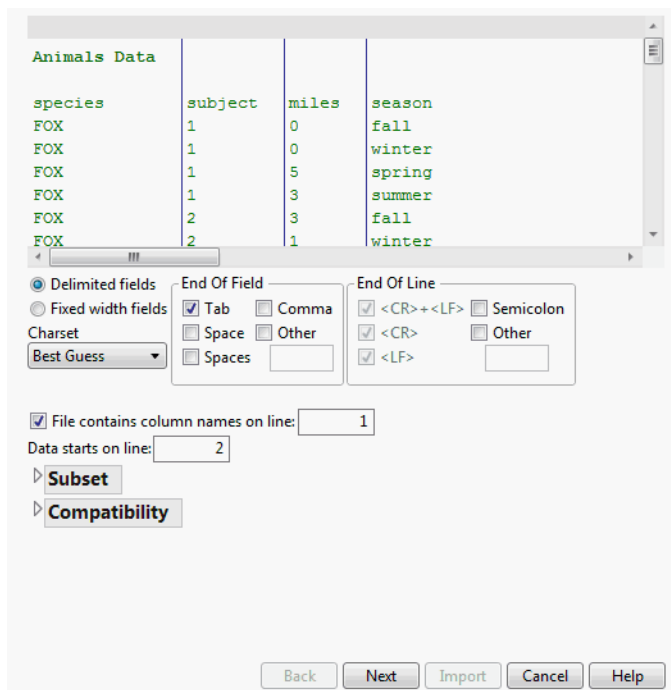 Animals Data
species subject miles season
FOX 1 0 fall
FOX 1 0 winter
FOX 1 5 spring
FOX 1 3 summer
FOX 2 3 fall
FOX 2 1 winter
Delimited fields
Fixed width fields
Charset
Best Guess
End Of Field
Tab Comma
Space Other
Spaces
End Of Line
<CR>+<LF> Semicolon
<CR> Other
<LF>
File contains column names on line: 1
Data starts on line: 2
Subset
Compatibility
Back Next Import Cancel Help